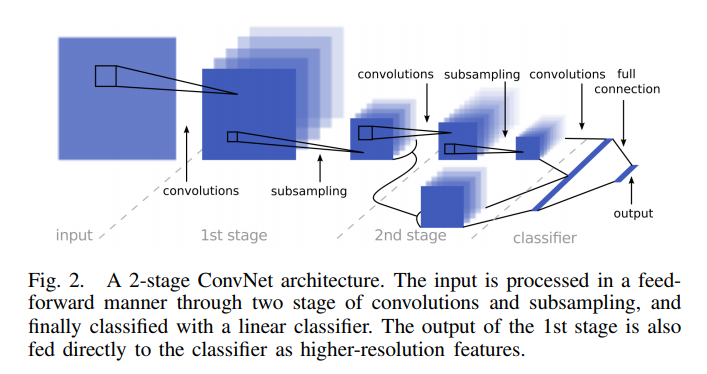 convolutions subsampling convolutions full
connection
convolutions
subsampling
output
input
1st stage
2nd stage
classifier
Fig. 2. A 2-stage ConvNet architecture. The input is processed in a feed-
forward manner through two stage of convolutions and subsampling, and
finally classified with a linear classifier. The output of the 1st stage is also
fed directly to the classifier as higher-resolution features.